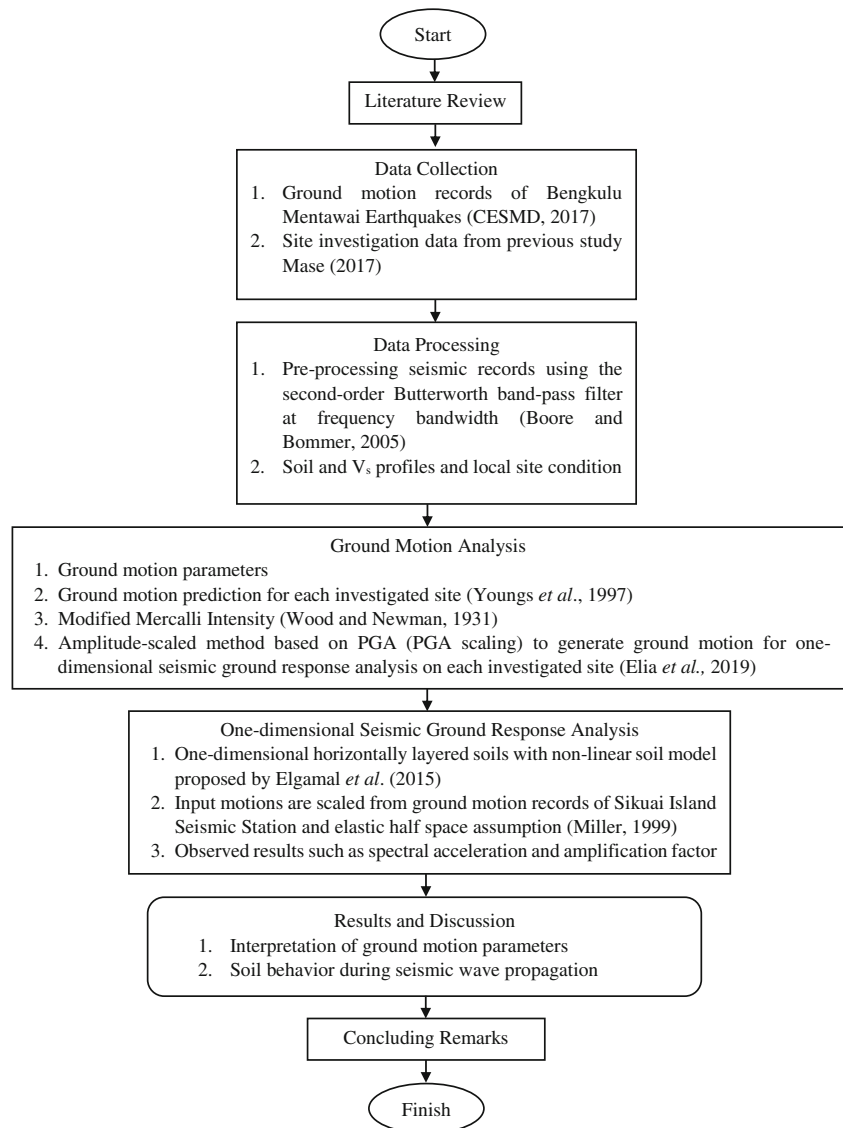 Start
Literature Review
Data Collection
1. Ground motion records of Bengkulu
Mentawai Earthquakes (CESMD, 2017)
2. Site investigation data from previous study
Mase (2017)
Data Processing
1. Pre-processing seismic records using the
second-order Butterworth band-pass filter
at frequency bandwidth (Boore and
Bommer, 2005)
2. Soil and Vₛ profiles and local site condition
Ground Motion Analysis
1. Ground motion parameters
2. Ground motion prediction for each investigated site (Youngs et al., 1997)
3. Modified Mercalli Intensity (Wood and Newman, 1931)
4. Amplitude-scaled method based on PGA (PGA scaling) to generate ground motion for one-
dimensional seismic ground response analysis on each investigated site (Elia et al., 2019)
One-dimensional Seismic Ground Response Analysis
1. One-dimensional horizontally layered soils with non-linear soil model
proposed by Elgamal et al. (2015)
2. Input motions are scaled from ground motion records of Sikuai Island
Seismic Station and elastic half space assumption (Miller, 1999)
3. Observed results such as spectral acceleration and amplification factor
Results and Discussion
1. Interpretation of ground motion parameters
2. Soil behavior during seismic wave propagation
Concluding Remarks
Finish